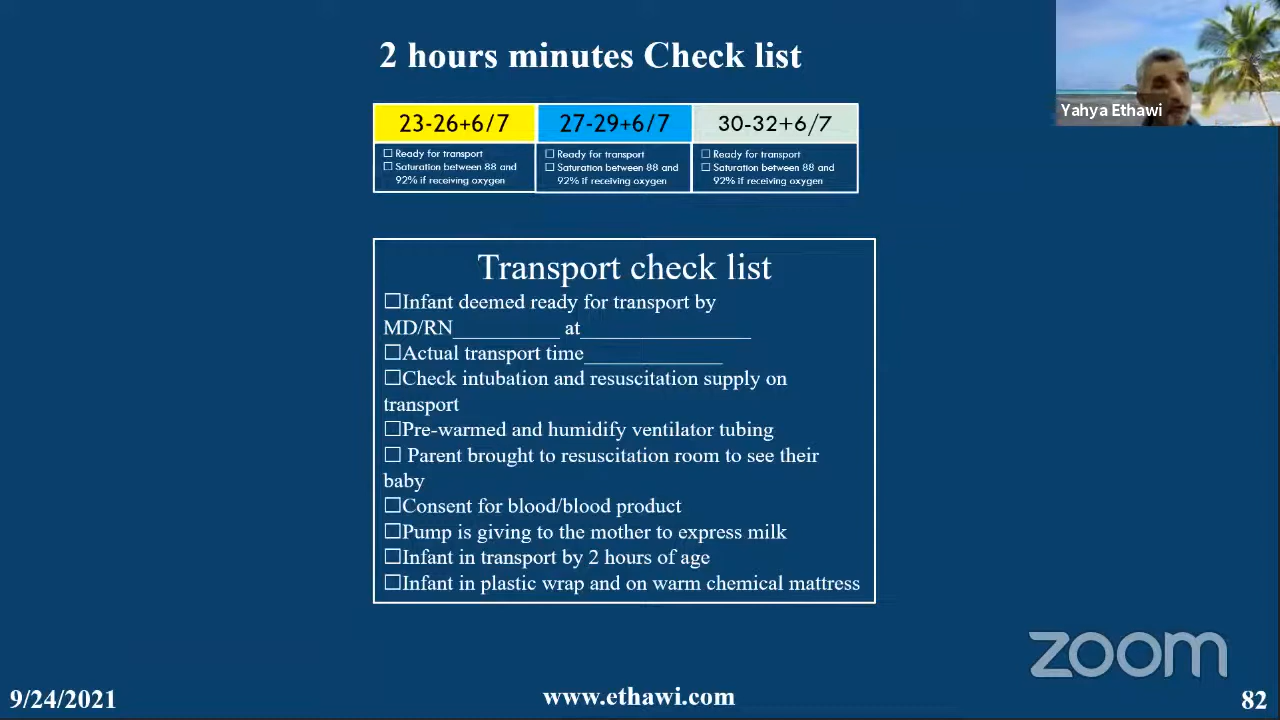 2 hours minutes Check list
Yahya Ethawi
23-26+6/7
27-29+6/7
30-32+6/7
☐ Ready for transport
☐ Saturation between 88 and
92% if receiving oxygen
☐ Ready for transport
☐ Saturation between 88 and
92% if receiving oxygen
☐ Ready for transport
☐ Saturation between 88 and
92% if receiving oxygen
Transport check list
☐Infant deemed ready for transport by
MD/RN__________ at________________
☐Actual transport time_____________
☐Check intubation and resuscitation supply on
transport
☐Pre-warmed and humidify ventilator tubing
☐ Parent brought to resuscitation room to see their
baby
☐Consent for blood/blood product
☐Pump is giving to the mother to express milk
☐Infant in transport by 2 hours of age
☐Infant in plastic wrap and on warm chemical mattress
zoom
9/24/2021
www.ethawi.com
82